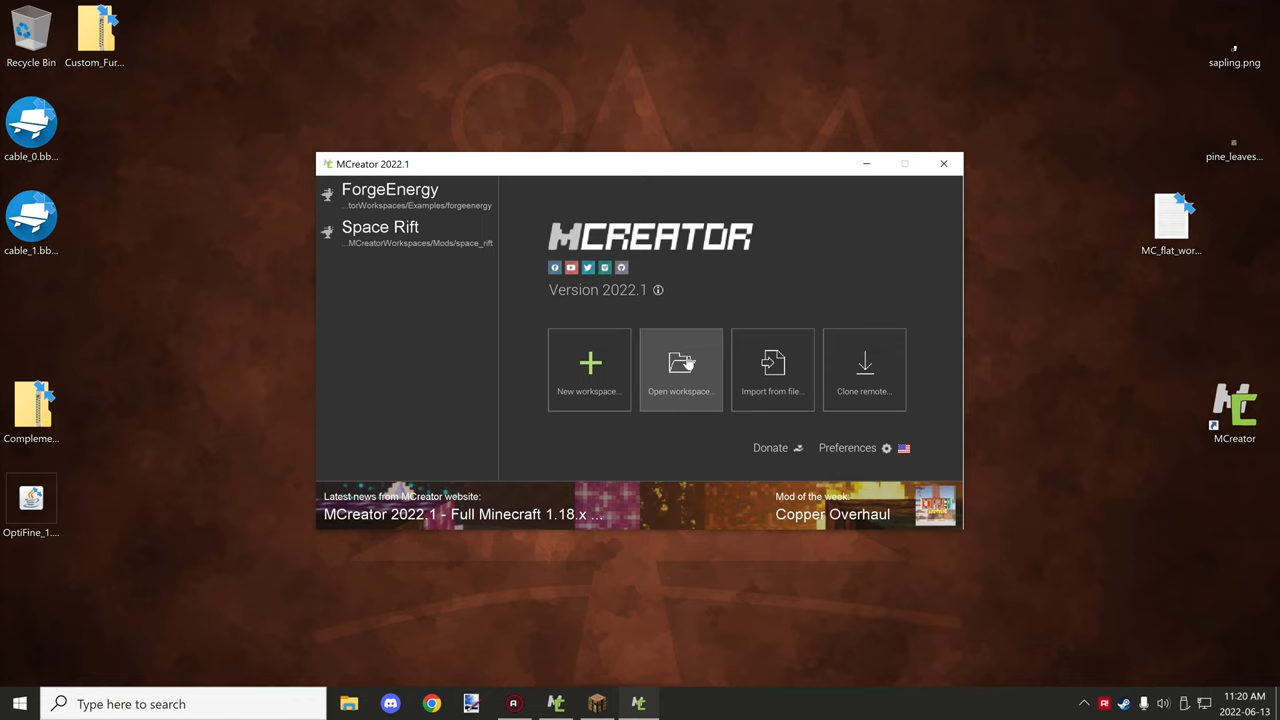 Recycle Bin
Custom_Fur...
cable_0.bb...
cable_1.bb...
Compleme...
OptiFine_1....
sapling.png
pine_leaves...
MC_flat_wor...
MCreator
MCreator 2022.1
ForgeEnergy
...torWorkspaces/Examples/forgeenergy
Space Rift
...MCreatorWorkspaces/Mods/space_rift
MCREATOR
Version 2022.1
New workspace...
Open workspace...
Import from file...
Clone remote...
Donate
Preferences
Latest news from MCreator website:
MCreator 2022.1 - Full Minecraft 1.18.x ...
Mod of the week:
Copper Overhaul
Type here to search
11:20 AM
2022-06-13